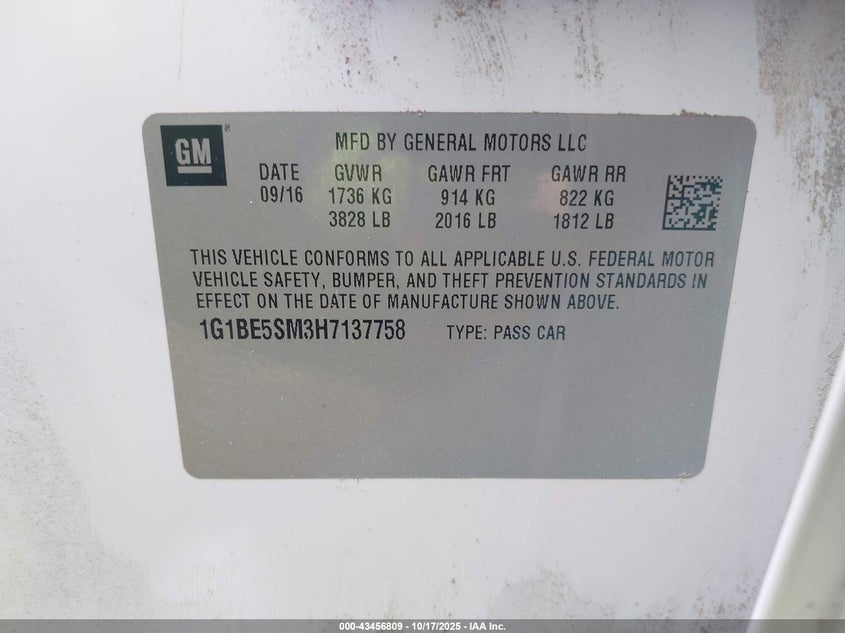 GM
MFD BY GENERAL MOTORS LLC
DATE GVWR GAWR FRT GAWR RR
09/16 1736 KG 914 KG 822 KG
3828 LB 2016 LB 1812 LB
THIS VEHICLE CONFORMS TO ALL APPLICABLE U.S. FEDERAL MOTOR
VEHICLE SAFETY, BUMPER, AND THEFT PREVENTION STANDARDS IN
EFFECT ON THE DATE OF MANUFACTURE SHOWN ABOVE.
1G1BE5SM3H7137758 TYPE: PASS CAR
000-43456809 - 10/17/2025 - IAA Inc.